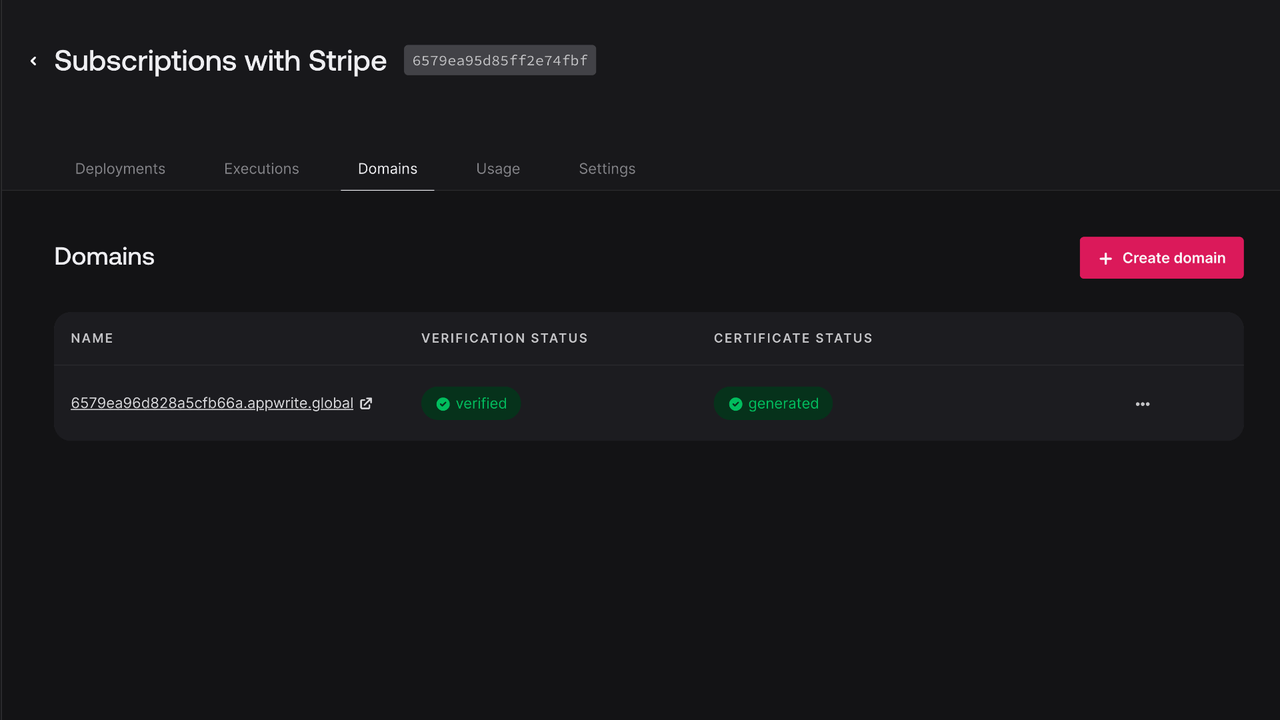 Subscriptions with Stripe 6579ea95d85ff2e74fbf
Deployments Executions Domains Usage Settings
Domains
Create domain
NAME VERIFICATION STATUS CERTIFICATE STATUS
6579ea96d828a5cfb66a.appwrite.global verified generated